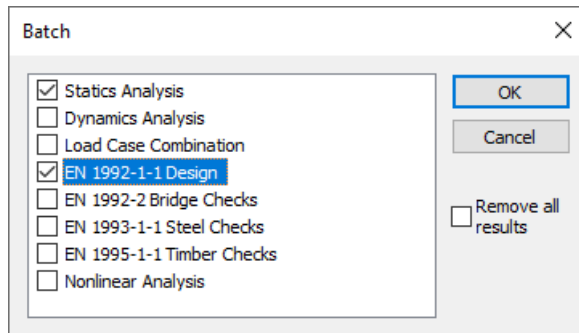 Batch
Statics Analysis
Dynamics Analysis
Load Case Combination
EN 1992-1-1 Design
EN 1992-2 Bridge Checks
EN 1993-1-1 Steel Checks
EN 1995-1-1 Timber Checks
Nonlinear Analysis
OK
Cancel
Remove all
results